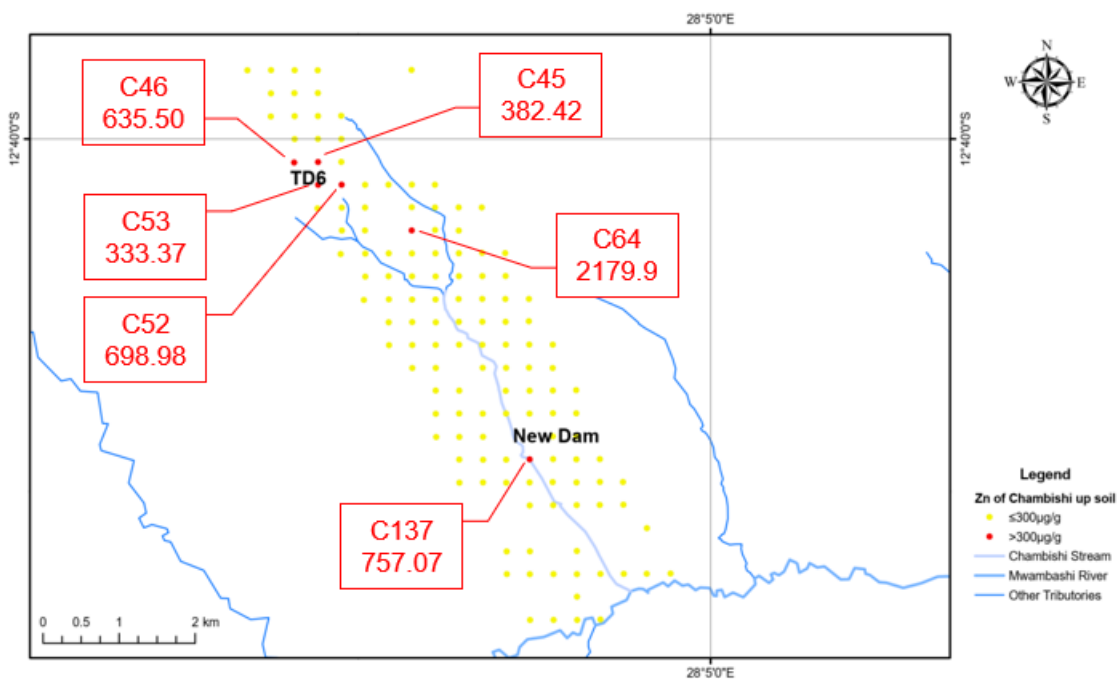 28°5'0"E
N
W
E
S
12°40'0"S
12°40'0"S
C46
635.50
C45
382.42
TD6
C53
333.37
C64
2179.9
C52
698.98
New Dam
C137
757.07
0 0.5 1 2 km
28°5'0"E
Legend
Zn of Chambishi up soil
≤300µg/g
>300µg/g
Chambishi Stream
Mwambashi River
Other Tributories